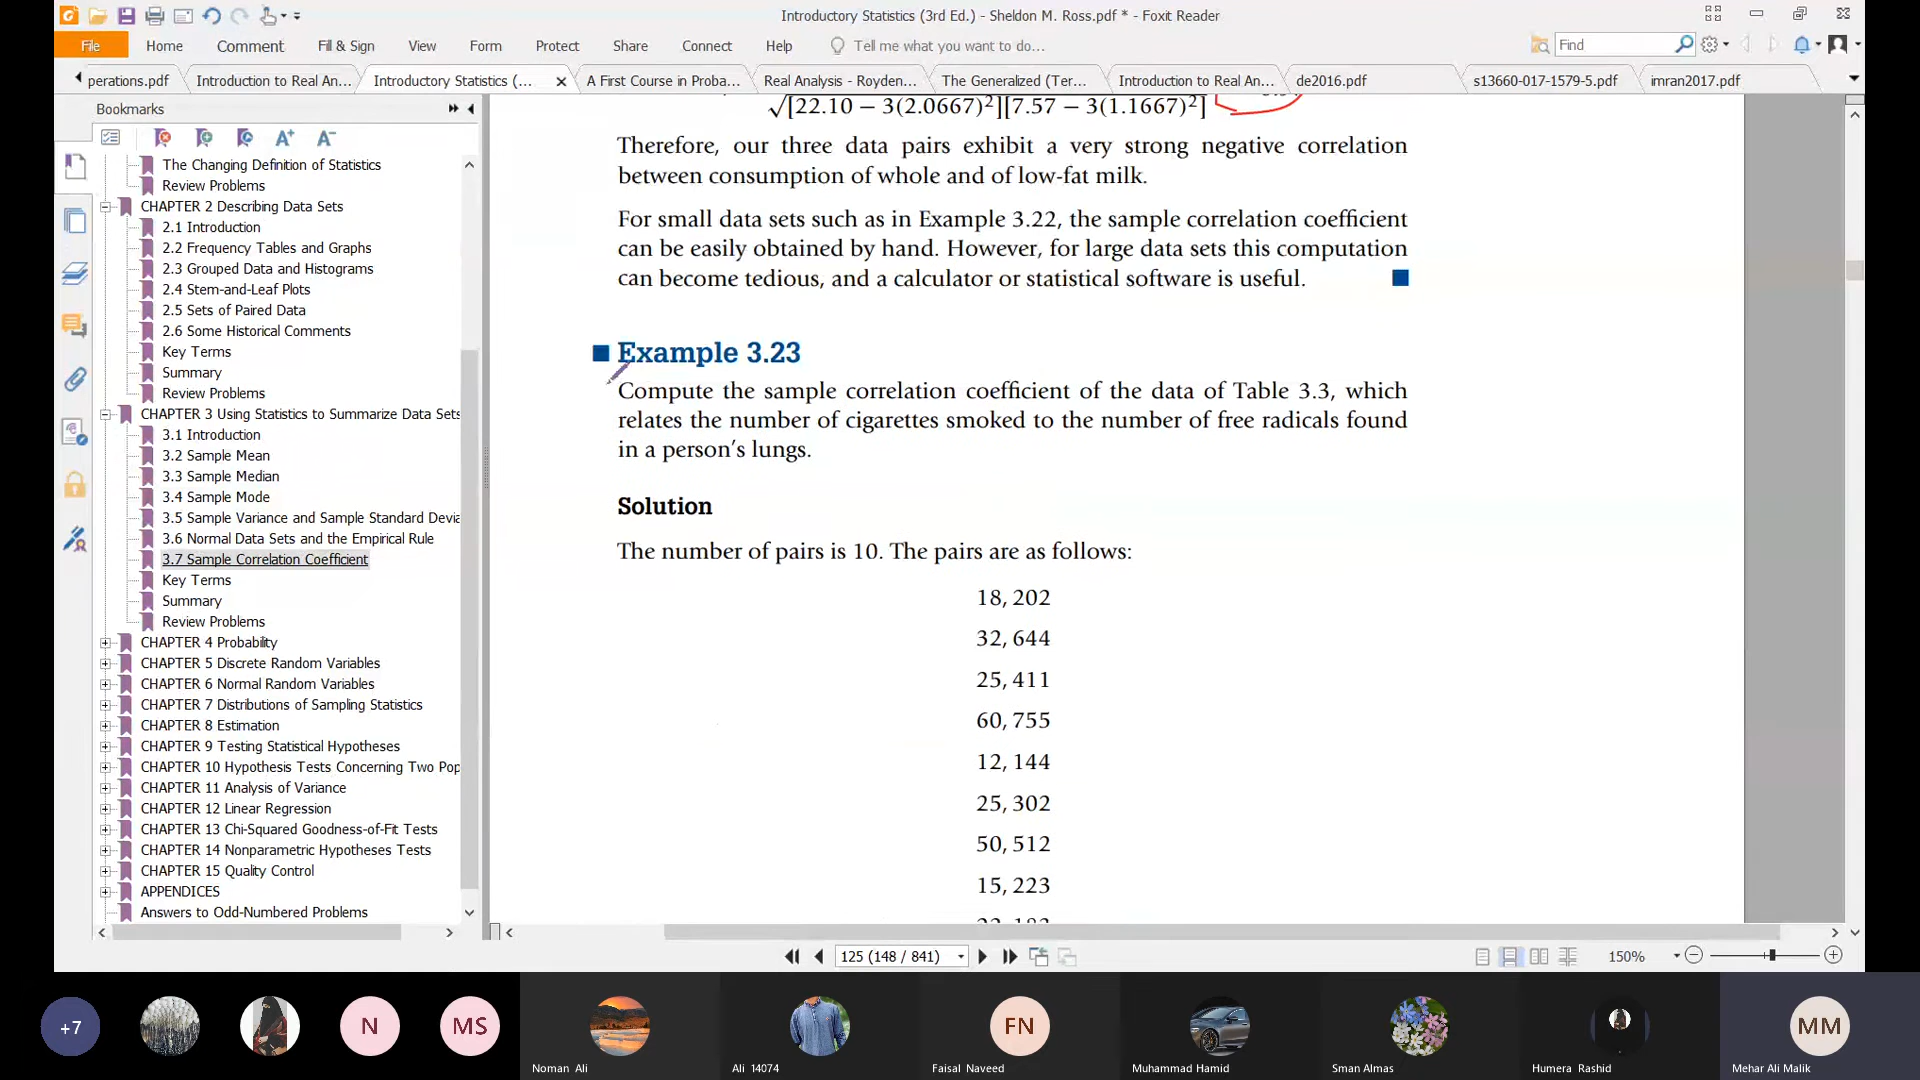 Introductory Statistics (3rd Ed.) - Sheldon M. Ross.pdf * - Foxit Reader
File Home Comment Fill & Sign View Form Protect Share Connect Help Tell me what you want to do... Find
perations.pdf Introduction to Real An... Introductory Statistics (... A First Course in Proba... Real Analysis - Royden... The Generalized (Ter... Introduction to Real An... de2016.pdf s13660-017-1579-5.pdf imran2017.pdf
Bookmarks
The Changing Definition of Statistics
Review Problems
CHAPTER 2 Describing Data Sets
2.1 Introduction
2.2 Frequency Tables and Graphs
2.3 Grouped Data and Histograms
2.4 Stem-and-Leaf Plots
2.5 Sets of Paired Data
2.6 Some Historical Comments
Key Terms
Summary
Review Problems
CHAPTER 3 Using Statistics to Summarize Data Sets
3.1 Introduction
3.2 Sample Mean
3.3 Sample Median
3.4 Sample Mode
3.5 Sample Variance and Sample Standard Devia
3.6 Normal Data Sets and the Empirical Rule
3.7 Sample Correlation Coefficient
Key Terms
Summary
Review Problems
CHAPTER 4 Probability
CHAPTER 5 Discrete Random Variables
CHAPTER 6 Normal Random Variables
CHAPTER 7 Distributions of Sampling Statistics
CHAPTER 8 Estimation
CHAPTER 9 Testing Statistical Hypotheses
CHAPTER 10 Hypothesis Tests Concerning Two Pop
CHAPTER 11 Analysis of Variance
CHAPTER 12 Linear Regression
CHAPTER 13 Chi-Squared Goodness-of-Fit Tests
CHAPTER 14 Nonparametric Hypotheses Tests
CHAPTER 15 Quality Control
APPENDICES
Answers to Odd-Numbered Problems
√[22.10 − 3(2.0667)²][7.57 − 3(1.1667)²]
Therefore, our three data pairs exhibit a very strong negative correlation
between consumption of whole and of low-fat milk.
For small data sets such as in Example 3.22, the sample correlation coefficient
can be easily obtained by hand. However, for large data sets this computation
can become tedious, and a calculator or statistical software is useful.
Example 3.23
Compute the sample correlation coefficient of the data of Table 3.3, which
relates the number of cigarettes smoked to the number of free radicals found
in a person's lungs.
Solution
The number of pairs is 10. The pairs are as follows:
18, 202
32, 644
25, 411
60, 755
12, 144
25, 302
50, 512
15, 223
125 (148 / 841)
150%
+7 N MS FN MM
Noman Ali Ali 14074 Faisal Naveed Muhammad Hamid Sman Almas Humera Rashid Mehar Ali Malik